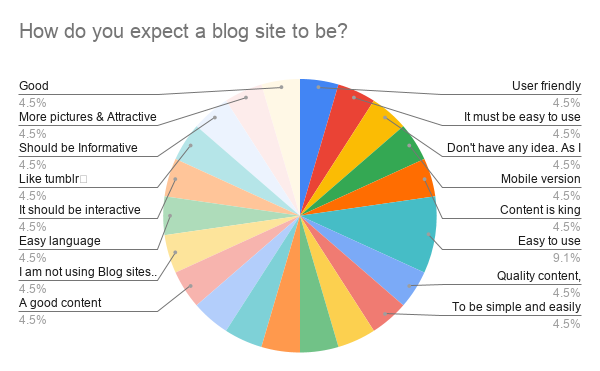 How do you expect a blog site to be?
Good
4.5%
More pictures & Attractive
4.5%
Should be Informative
4.5%
Like tumblr
4.5%
It should be interactive
4.5%
Easy language
4.5%
I am not using Blog sites..
4.5%
A good content
4.5%
User friendly
4.5%
It must be easy to use
4.5%
Don't have any idea. As I
4.5%
Mobile version
4.5%
Content is king
4.5%
Easy to use
9.1%
Quality content,
4.5%
To be simple and easily
4.5%